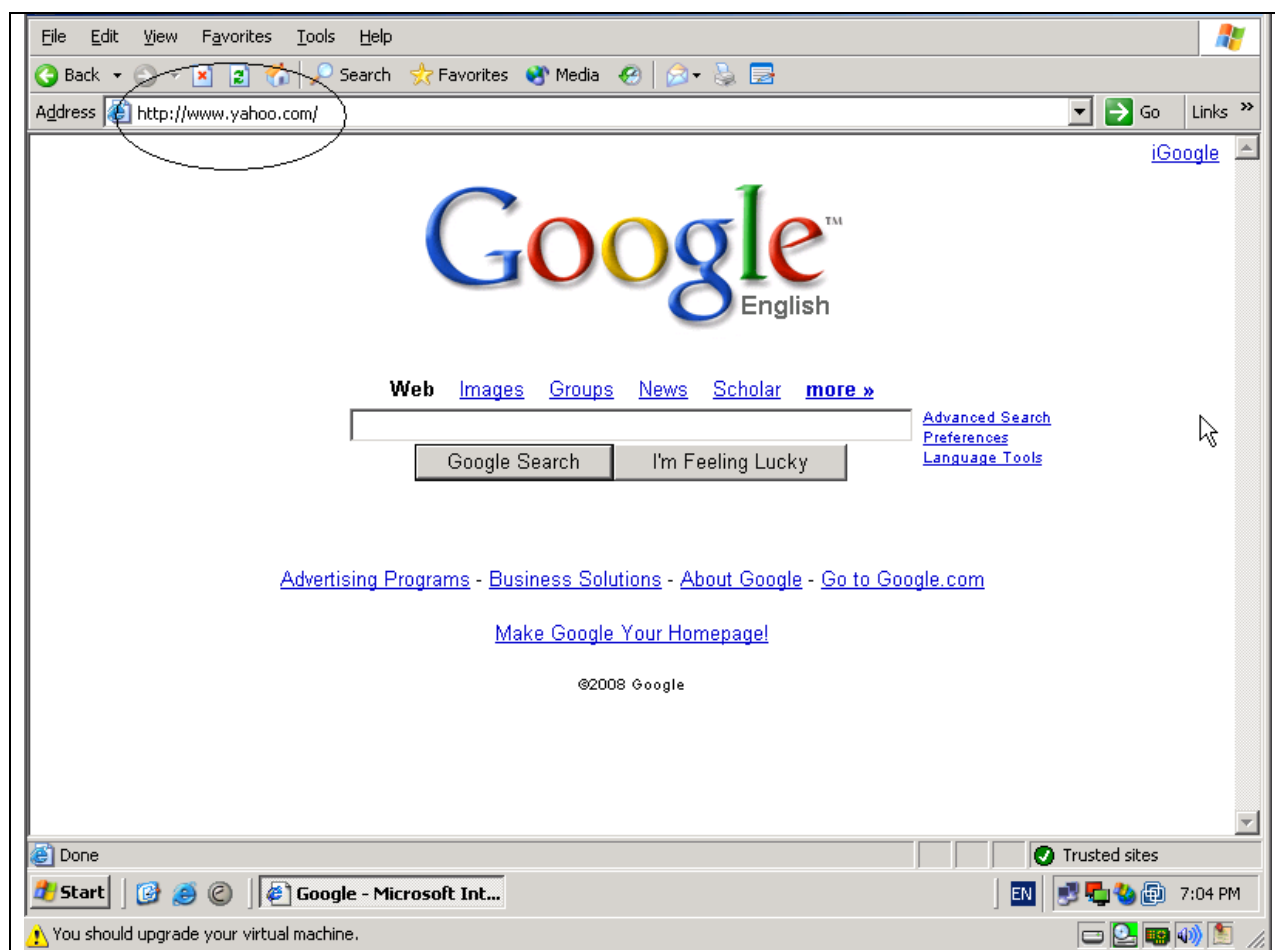 File Edit View Favorites Tools Help
Back Search Favorites Media
Address http://www.yahoo.com/ Go Links »
iGoogle
Google™
English
Web Images Groups News Scholar more »
Advanced Search
Preferences
Language Tools
Google Search I'm Feeling Lucky
Advertising Programs - Business Solutions - About Google - Go to Google.com
Make Google Your Homepage!
©2008 Google
Done Trusted sites
Start Google - Microsoft Int... EN 7:04 PM
You should upgrade your virtual machine.